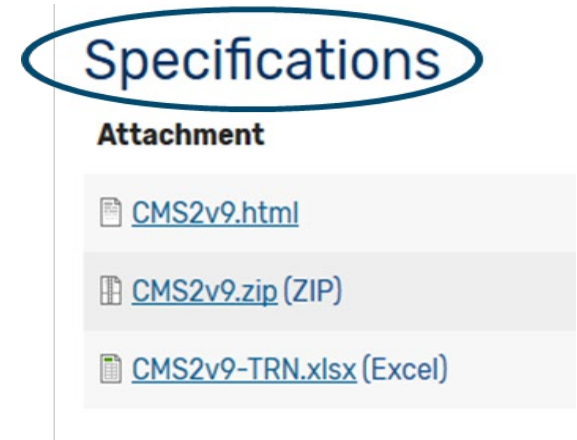 Specifications
Attachment
CMS2v9.html
CMS2v9.zip (ZIP)
CMS2v9-TRN.xlsx (Excel)